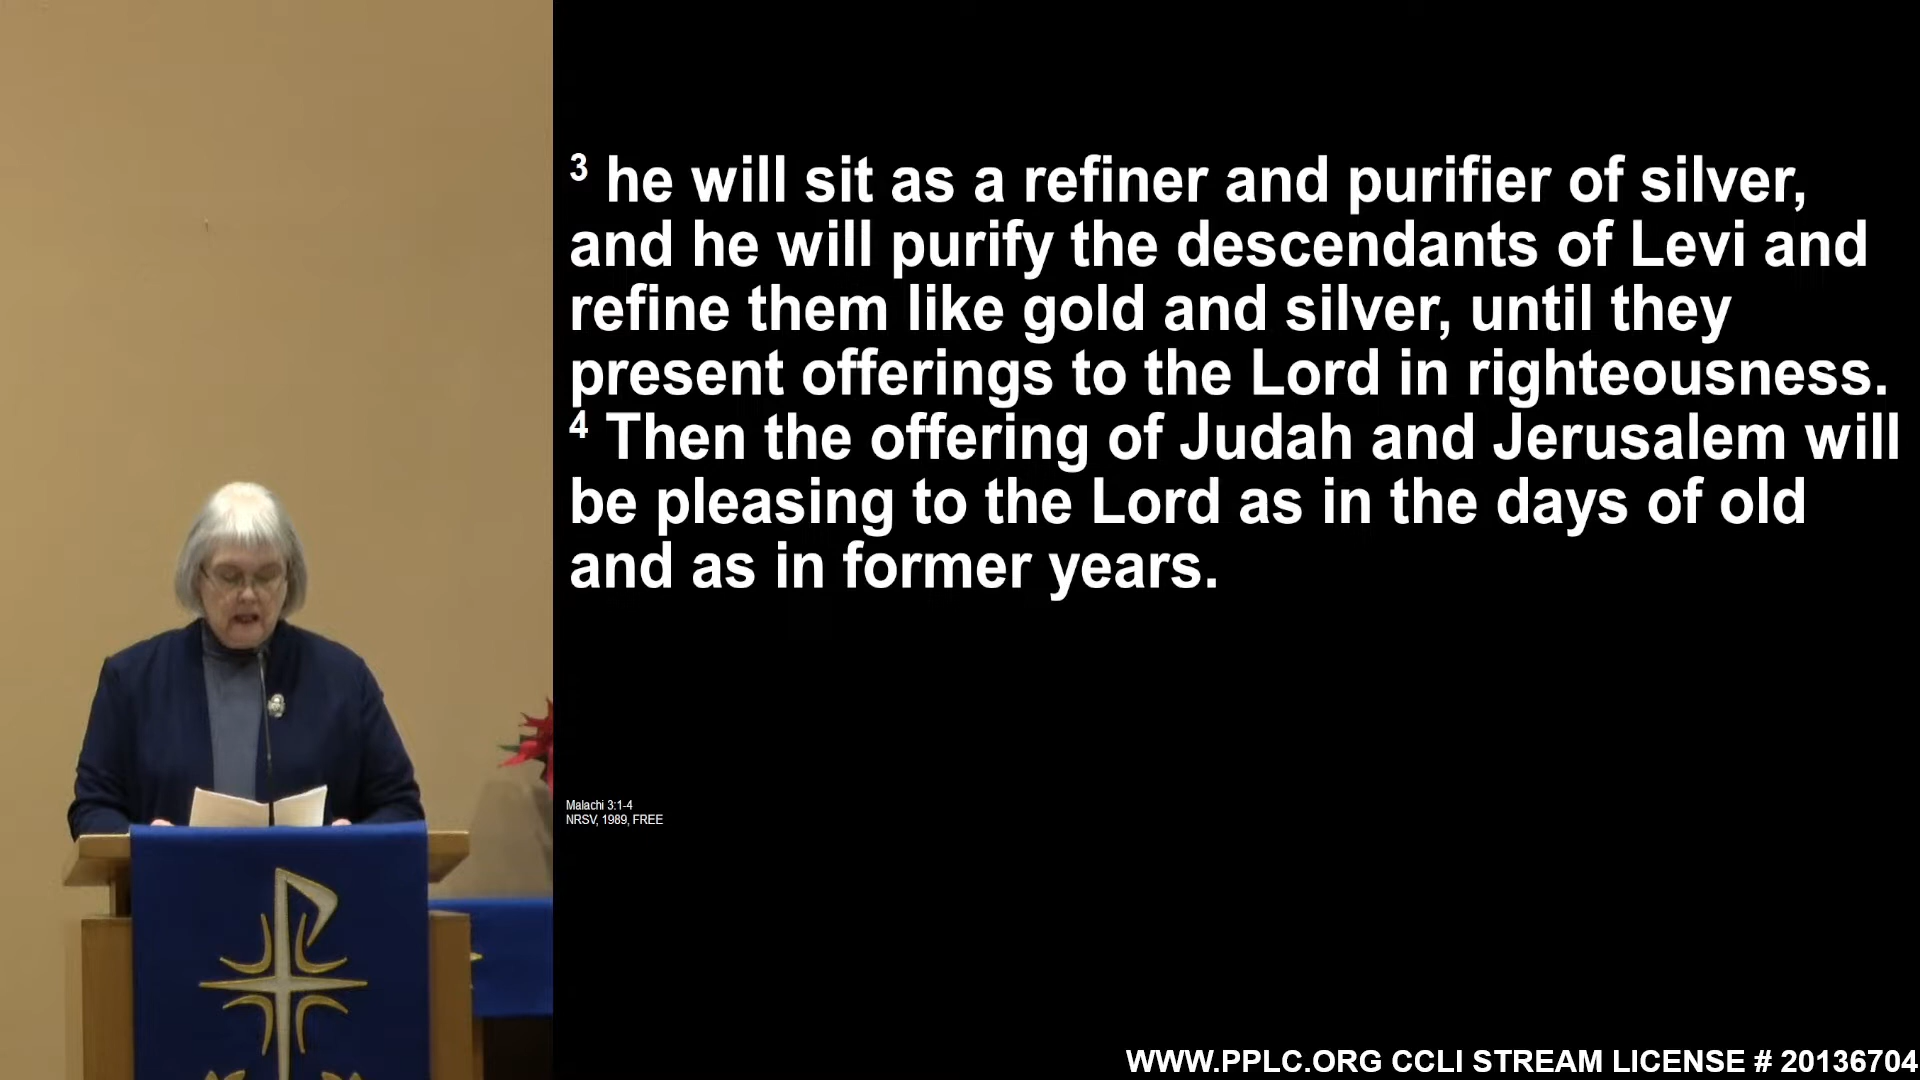 3 he will sit as a refiner and purifier of silver,
and he will purify the descendants of Levi and
refine them like gold and silver, until they
present offerings to the Lord in righteousness.
4 Then the offering of Judah and Jerusalem will
be pleasing to the Lord as in the days of old
and as in former years.
Malachi 3:1-4
NRSV, 1989, FREE
WWW.PPLC.ORG CCLI STREAM LICENSE # 20136704